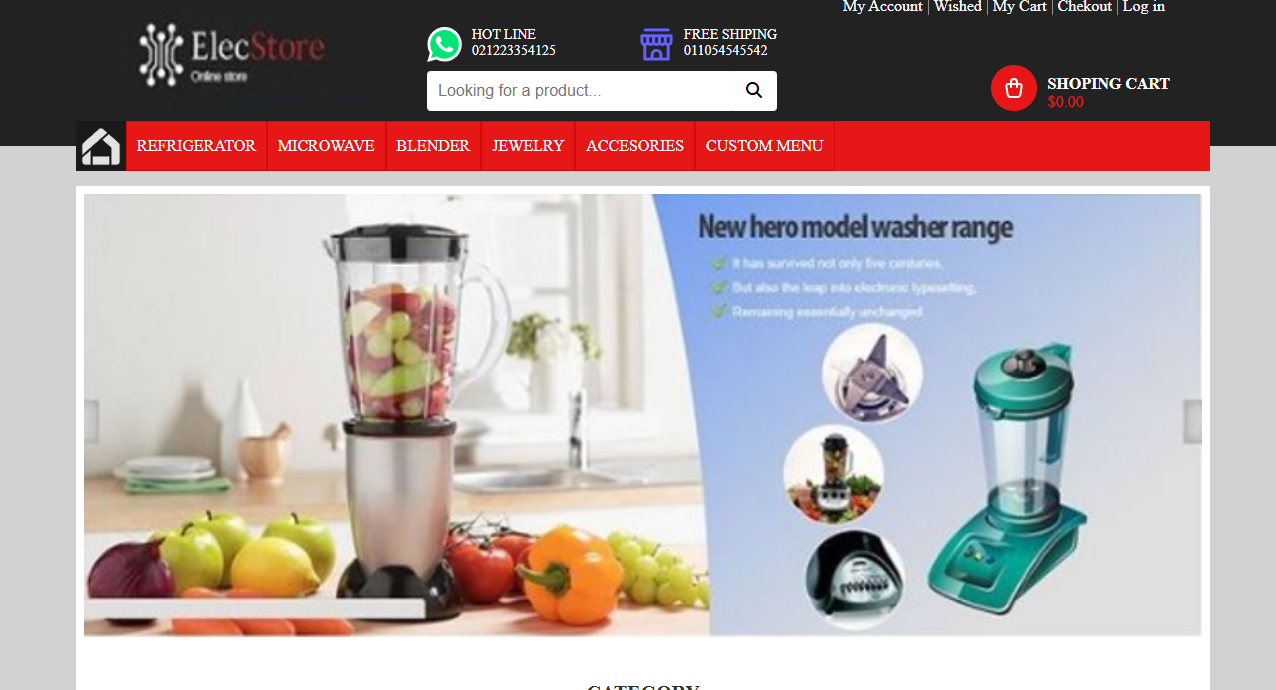 My Account | Wished | My Cart | Chekout | Log in
ElecStore
Online store
HOT LINE
021223354125
FREE SHIPING
011054545542
Looking for a product...
SHOPING CART
$0.00
REFRIGERATOR MICROWAVE BLENDER JEWELRY ACCESORIES CUSTOM MENU
New hero model washer range
It has survived not only five centuries,
But also the leap into electronic typesetting,
Remaining essentially unchanged
CATEGORY